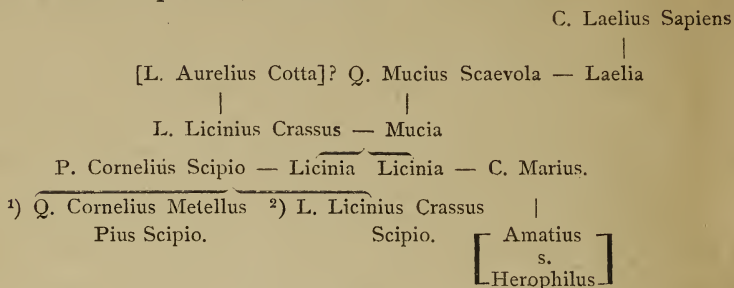 C. Laelius Sapiens
[L. Aurelius Cotta]? Q. Mucius Scaevola — Laelia
L. Licinius Crassus — Mucia
P. Cornelius Scipio — Licinia Licinia — C. Marius.
¹) Q. Cornelius Metellus ²) L. Licinius Crassus
Pius Scipio. Scipio. [Amatius
s.
Herophilus]